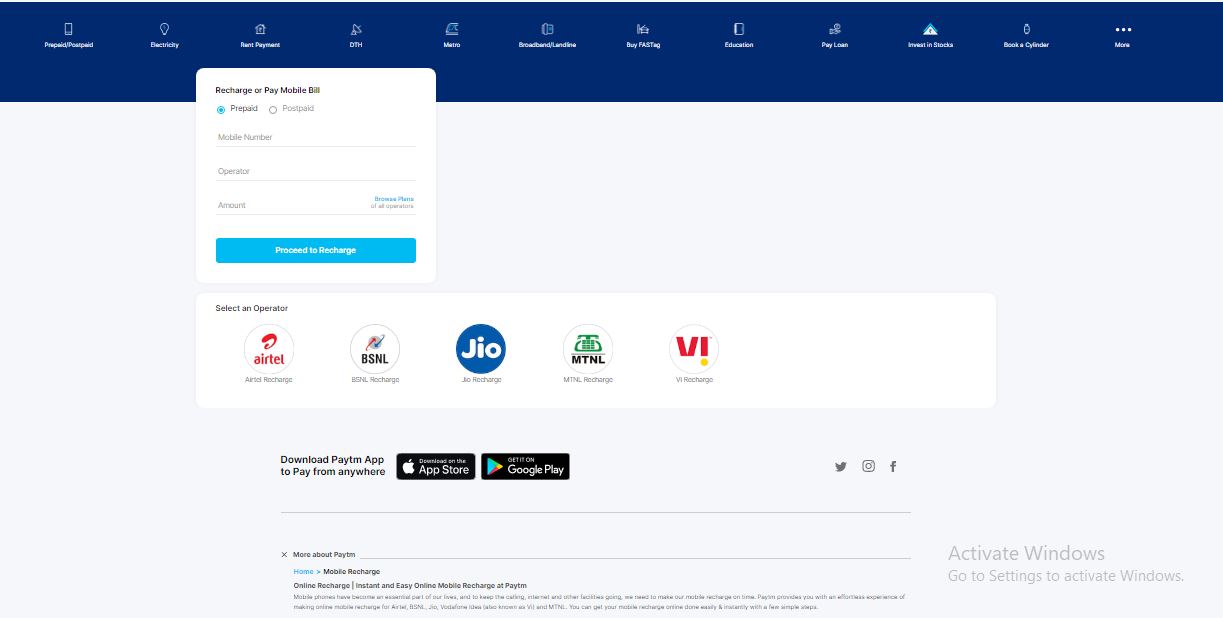 Prepaid/Postpaid
Electricity
Rent Payment
DTH
Metro
Broadband/Landline
Buy FASTag
Education
Pay Loan
Invest in Stocks
Book a Cylinder
More
Recharge or Pay Mobile Bill
Prepaid
Postpaid
Mobile Number
Operator
Amount
Browse Plans
of all operators
Proceed to Recharge
Select an Operator
airtel
BSNL
Jio
MTNL
VI
Airtel Recharge
BSNL Recharge
Jio Recharge
MTNL Recharge
Vi Recharge
Download Paytm App
to Pay from anywhere
Download on the
App Store
GET IT ON
Google Play
More about Paytm
Home > Mobile Recharge
Online Recharge | Instant and Easy Online Mobile Recharge at Paytm
Mobile phones have become an essential part of our lives, and to keep the calling, internet and other facilities going, we need to make our mobile recharge on time. Paytm provides you with an effortless experience of
making online mobile recharge for Airtel, BSNL, Jio, Vodafone Idea (also known as Vi) and MTNL. You can get your mobile recharge online done easily & instantly with a few simple steps.
Activate Windows
Go to Settings to activate Windows.